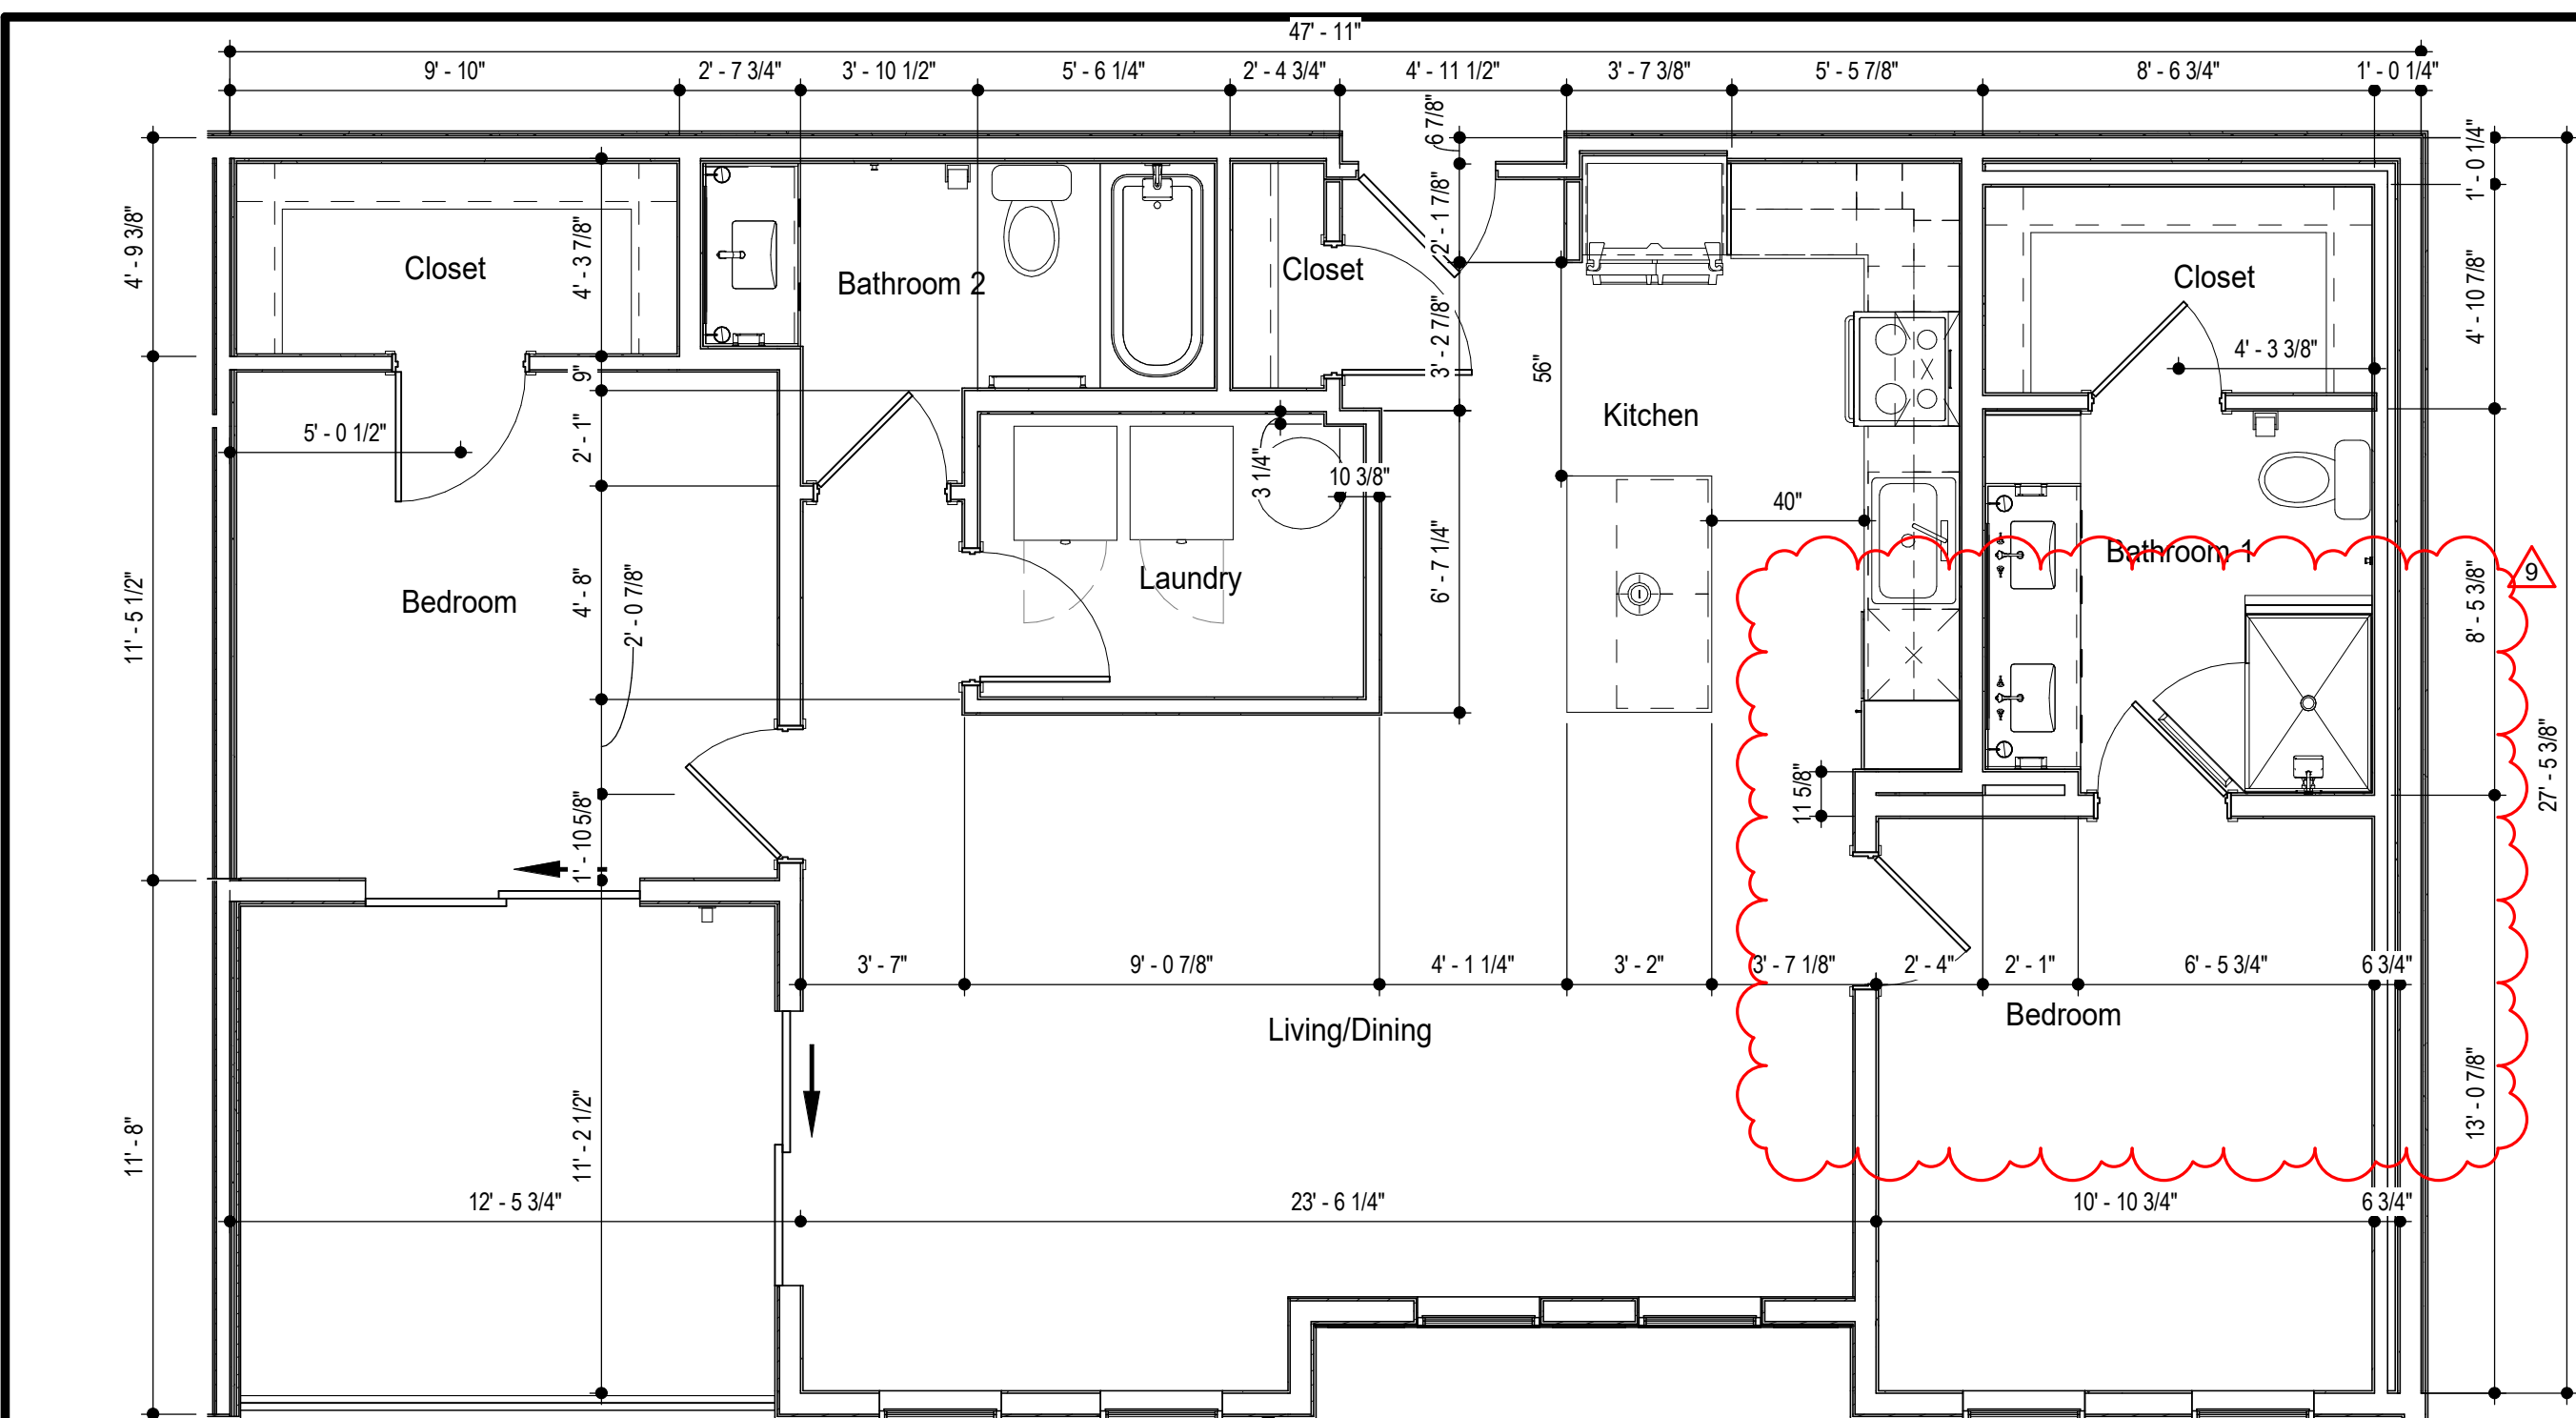 47' - 11"
9' - 10"
2' - 7 3/4"
3' - 10 1/2"
5' - 6 1/4"
2' - 4 3/4"
4' - 11 1/2"
3' - 7 3/8"
5' - 5 7/8"
8' - 6 3/4"
1' - 0 1/4"
6 7/8"
1' - 0 1/4"
4' - 9 3/8"
4' - 3 7/8"
2' - 1 7/8"
Closet
Bathroom 2
Closet
Closet
4' - 10 7/8"
3' - 2 7/8"
4' - 3 3/8"
9"
56"
Kitchen
5' - 0 1/2"
2' - 1"
3 1/4"
10 3/8"
40"
6' - 7 1/4"
Bathroom 1
9
11' - 5 1/2"
Bedroom
4' - 8"
2' - 0 7/8"
Laundry
8' - 5 3/8"
27' - 5 3/8"
11 5/8"
1' - 10 5/8"
3' - 7"
9' - 0 7/8"
4' - 1 1/4"
3' - 2"
3' - 7 1/8"
2' - 4"
2' - 1"
6' - 5 3/4"
6 3/4"
Living/Dining
Bedroom
11' - 8"
11' - 2 1/2"
13' - 0 7/8"
12' - 5 3/4"
23' - 6 1/4"
10' - 10 3/4"
6 3/4"